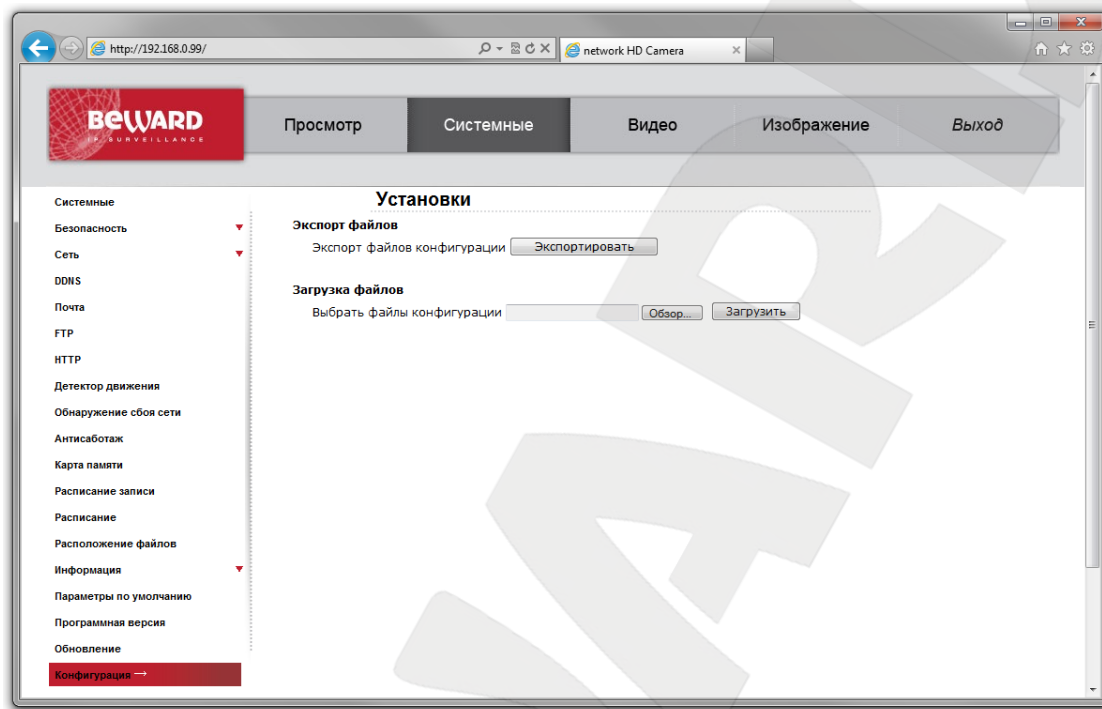 http://192.168.0.99/
network HD Camera
BEWARD
IP SURVEILLANCE
Просмотр
Системные
Видео
Изображение
Выход
Системные
Безопасность
Сеть
DDNS
Почта
FTP
HTTP
Детектор движения
Обнаружение сбоя сети
Антисаботаж
Карта памяти
Расписание записи
Расписание
Расположение файлов
Информация
Параметры по умолчанию
Программная версия
Обновление
Конфигурация →
Установки
Экспорт файлов
Экспорт файлов конфигурации Экспортировать
Загрузка файлов
Выбрать файлы конфигурации Обзор... Загрузить